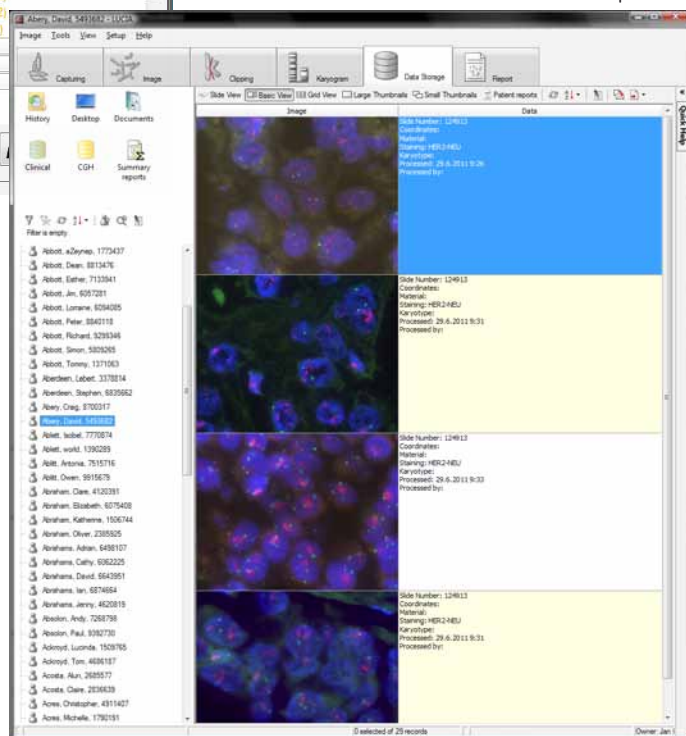 Abery, David, 5493682 - LUCIA
Image Tools View Setup Help
Capturing Image Clipping Karyogram Data Storage Report
Slide View Basic View Grid View Large Thumbnails Small Thumbnails Patient reports
History Desktop Documents
Clinical CGH Summary reports
Filter is empty
Quick Help
Image Data
Abbott, aZeynep, 1773437
Abbott, Dean, 8813476
Abbott, Esther, 7133941
Abbott, Jim, 6057281
Abbott, Lorraine, 6094085
Abbott, Peter, 8840118
Abbott, Richard, 9299346
Abbott, Simon, 5809265
Abbott, Tommy, 1371063
Aberdeen, Lebert, 3378814
Aberdeen, Stephen, 6839662
Abery, Craig, 8700317
Abery, David, 5493682
Ablett, Isobel, 7770874
Ablett, world, 1390289
Ablitt, Antonia, 7515716
Ablitt, Owen, 9915679
Abraham, Clare, 4120391
Abraham, Elizabeth, 6075408
Abraham, Katherine, 1506744
Abraham, Oliver, 2385925
Abrahams, Adrian, 6498107
Abrahams, Cathy, 6062225
Abrahams, David, 6643951
Abrahams, Ian, 6874664
Abrahams, Jenny, 4620819
Absolon, Andy, 7268798
Absolon, Paul, 9392730
Ackroyd, Lucinda, 1509765
Ackroyd, Tom, 4686187
Acosta, Alun, 2685577
Acosta, Claire, 2836639
Acres, Christopher, 4911407
Acres, Michelle, 1790191
Slide Number: 124913
Coordinates:
Material:
Staining: HER2-NEU
Karyotype:
Processed: 29.6.2011 9:26
Processed by:
Slide Number: 124913
Coordinates:
Material:
Staining: HER2-NEU
Karyotype:
Processed: 29.6.2011 9:31
Processed by:
Slide Number: 124913
Coordinates:
Material:
Staining: HER2-NEU
Karyotype:
Processed: 29.6.2011 9:33
Processed by:
Slide Number: 124913
Coordinates:
Material:
Staining: HER2-NEU
Karyotype:
Processed: 29.6.2011 9:31
Processed by:
0 selected of 29 records
Owner: Jan